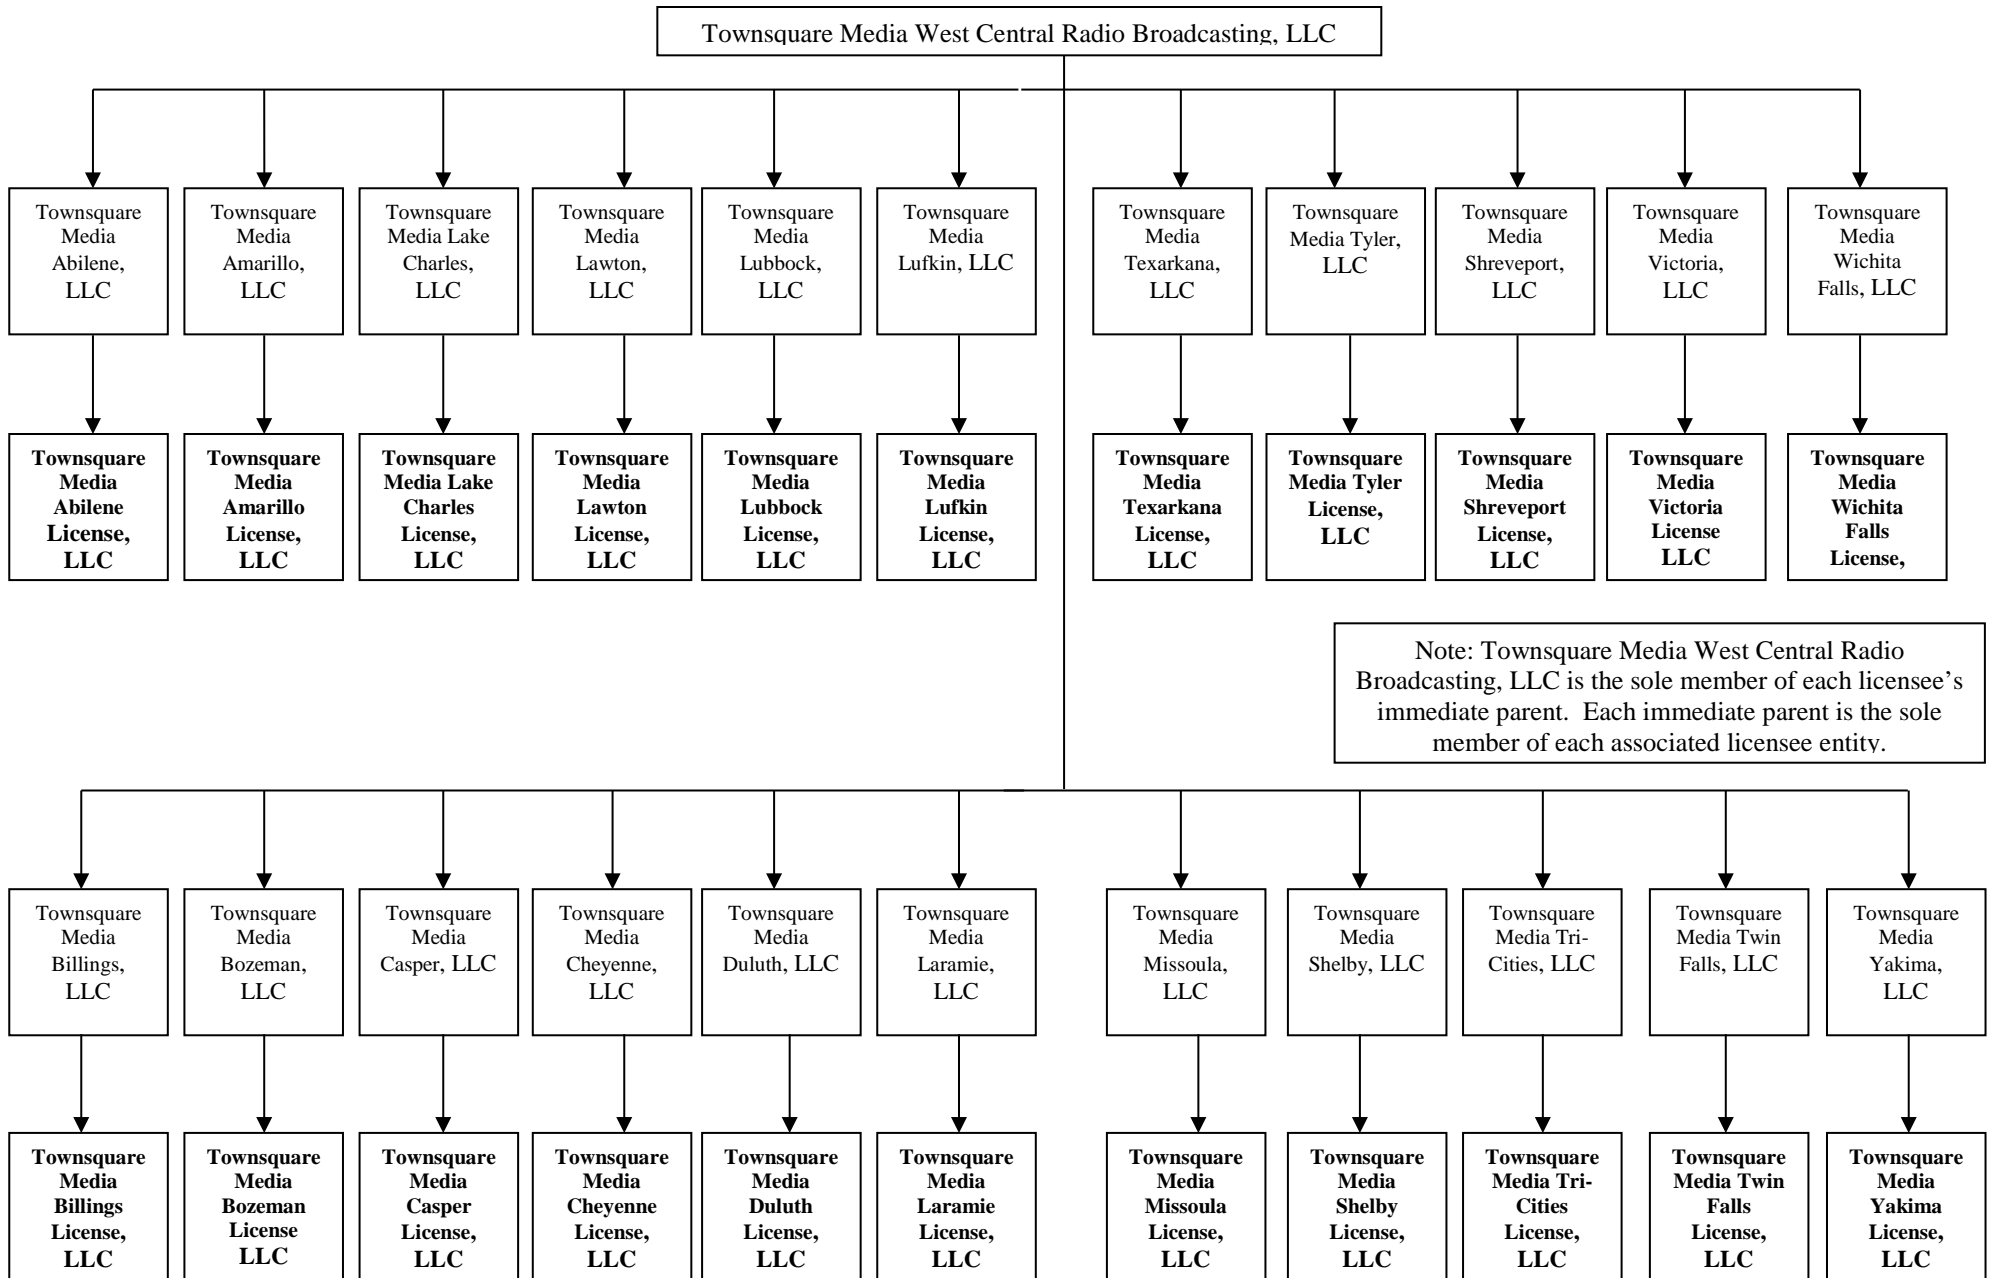 Townsquare Media West Central Radio Broadcasting, LLC
Townsquare
Media
Abilene,
LLC
Townsquare
Media
Amarillo,
LLC
Townsquare
Media Lake
Charles,
LLC
Townsquare
Media
Lawton,
LLC
Townsquare
Media
Lubbock,
LLC
Townsquare
Media
Lufkin, LLC
Townsquare
Media
Texarkana,
LLC
Townsquare
Media Tyler,
LLC
Townsquare
Media
Shreveport,
LLC
Townsquare
Media
Victoria,
LLC
Townsquare
Media
Wichita
Falls, LLC
Townsquare
Media
Abilene
License,
LLC
Townsquare
Media
Amarillo
License,
LLC
Townsquare
Media Lake
Charles
License,
LLC
Townsquare
Media
Lawton
License,
LLC
Townsquare
Media
Lubbock
License,
LLC
Townsquare
Media
Lufkin
License,
LLC
Townsquare
Media
Texarkana
License,
LLC
Townsquare
Media Tyler
License,
LLC
Townsquare
Media
Shreveport
License,
LLC
Townsquare
Media
Victoria
License
LLC
Townsquare
Media
Wichita
Falls
License,
Note: Townsquare Media West Central Radio
Broadcasting, LLC is the sole member of each licensee’s
immediate parent.  Each immediate parent is the sole
member of each associated licensee entity.
Townsquare
Media
Billings,
LLC
Townsquare
Media
Bozeman,
LLC
Townsquare
Media
Casper, LLC
Townsquare
Media
Cheyenne,
LLC
Townsquare
Media
Duluth, LLC
Townsquare
Media
Laramie,
LLC
Townsquare
Media
Missoula,
LLC
Townsquare
Media
Shelby, LLC
Townsquare
Media Tri-
Cities, LLC
Townsquare
Media Twin
Falls, LLC
Townsquare
Media
Yakima,
LLC
Townsquare
Media
Billings
License,
LLC
Townsquare
Media
Bozeman
License
LLC
Townsquare
Media
Casper
License,
LLC
Townsquare
Media
Cheyenne
License,
LLC
Townsquare
Media
Duluth
License,
LLC
Townsquare
Media
Laramie
License,
LLC
Townsquare
Media
Missoula
License,
LLC
Townsquare
Media
Shelby
License,
LLC
Townsquare
Media Tri-
Cities
License,
LLC
Townsquare
Media Twin
Falls
License,
LLC
Townsquare
Media
Yakima
License,
LLC